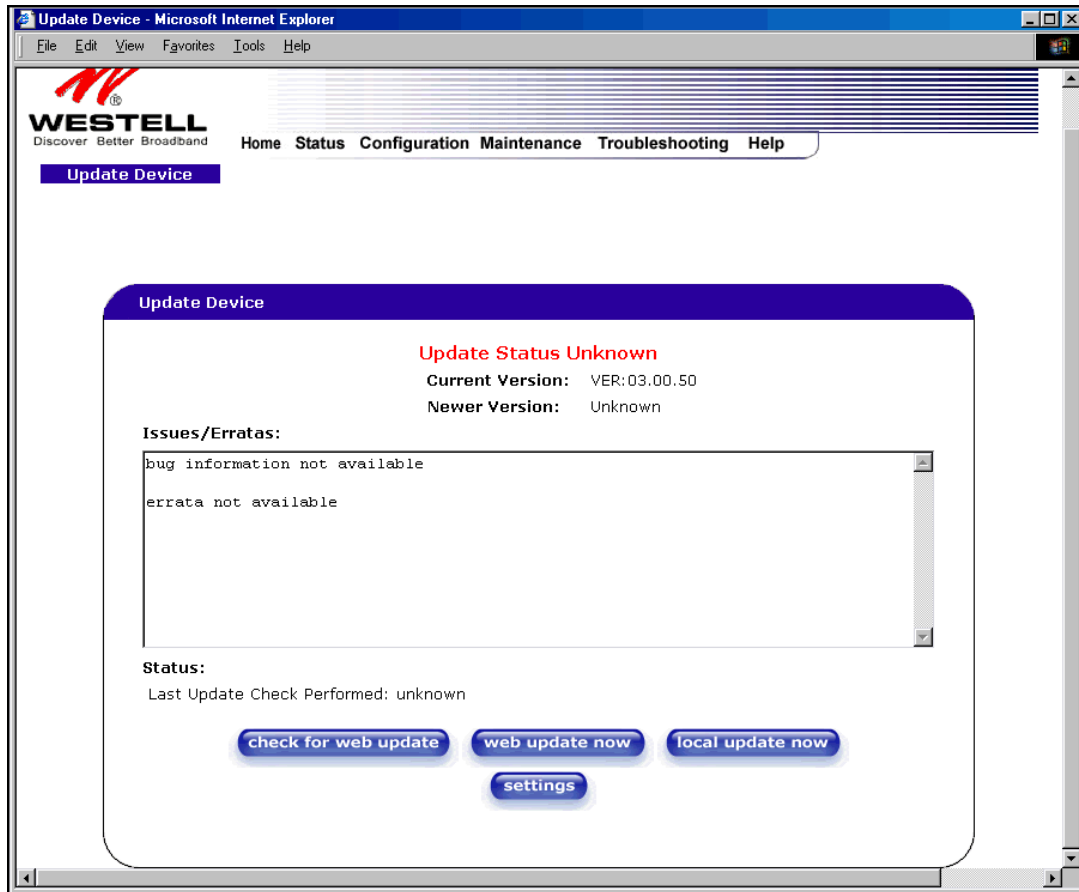 Update Device - Microsoft Internet Explorer
File Edit View Favorites Tools Help
®
WESTELL
Discover Better Broadband
Home Status Configuration Maintenance Troubleshooting Help
Update Device
Update Device
Update Status Unknown
Current Version: VER:03.00.50
Newer Version: Unknown
Issues/Erratas:
bug information not available
errata not available
Status:
Last Update Check Performed: unknown
check for web update web update now local update now
settings